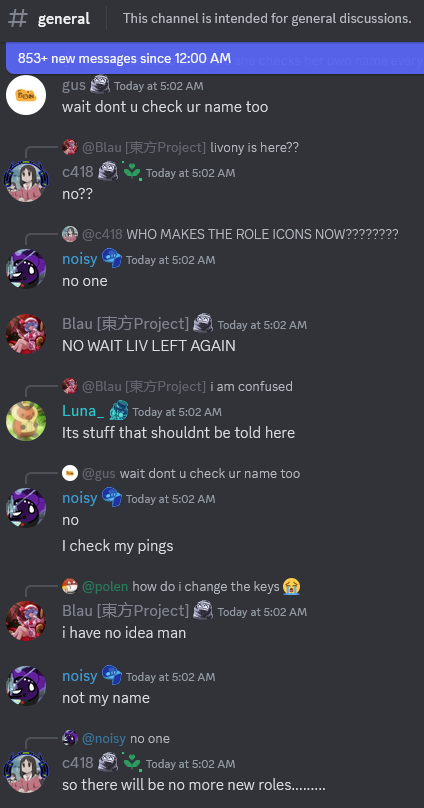 # general This channel is intended for general discussions.
853+ new messages since 12:00 AM
gus Today at 5:02 AM
wait dont u check ur name too
@Blau [東方Project] livony is here??
c418 Today at 5:02 AM
no??
@c418 WHO MAKES THE ROLE ICONS NOW????????
noisy Today at 5:02 AM
no one
Blau [東方Project] Today at 5:02 AM
NO WAIT LIV LEFT AGAIN
@Blau [東方Project] i am confused
Luna_ Today at 5:02 AM
Its stuff that shouldnt be told here
@gus wait dont u check ur name too
noisy Today at 5:02 AM
no
I check my pings
@polen how do i change the keys 😭
Blau [東方Project] Today at 5:02 AM
i have no idea man
noisy Today at 5:02 AM
not my name
@noisy no one
c418 Today at 5:02 AM
so there will be no more new roles.........